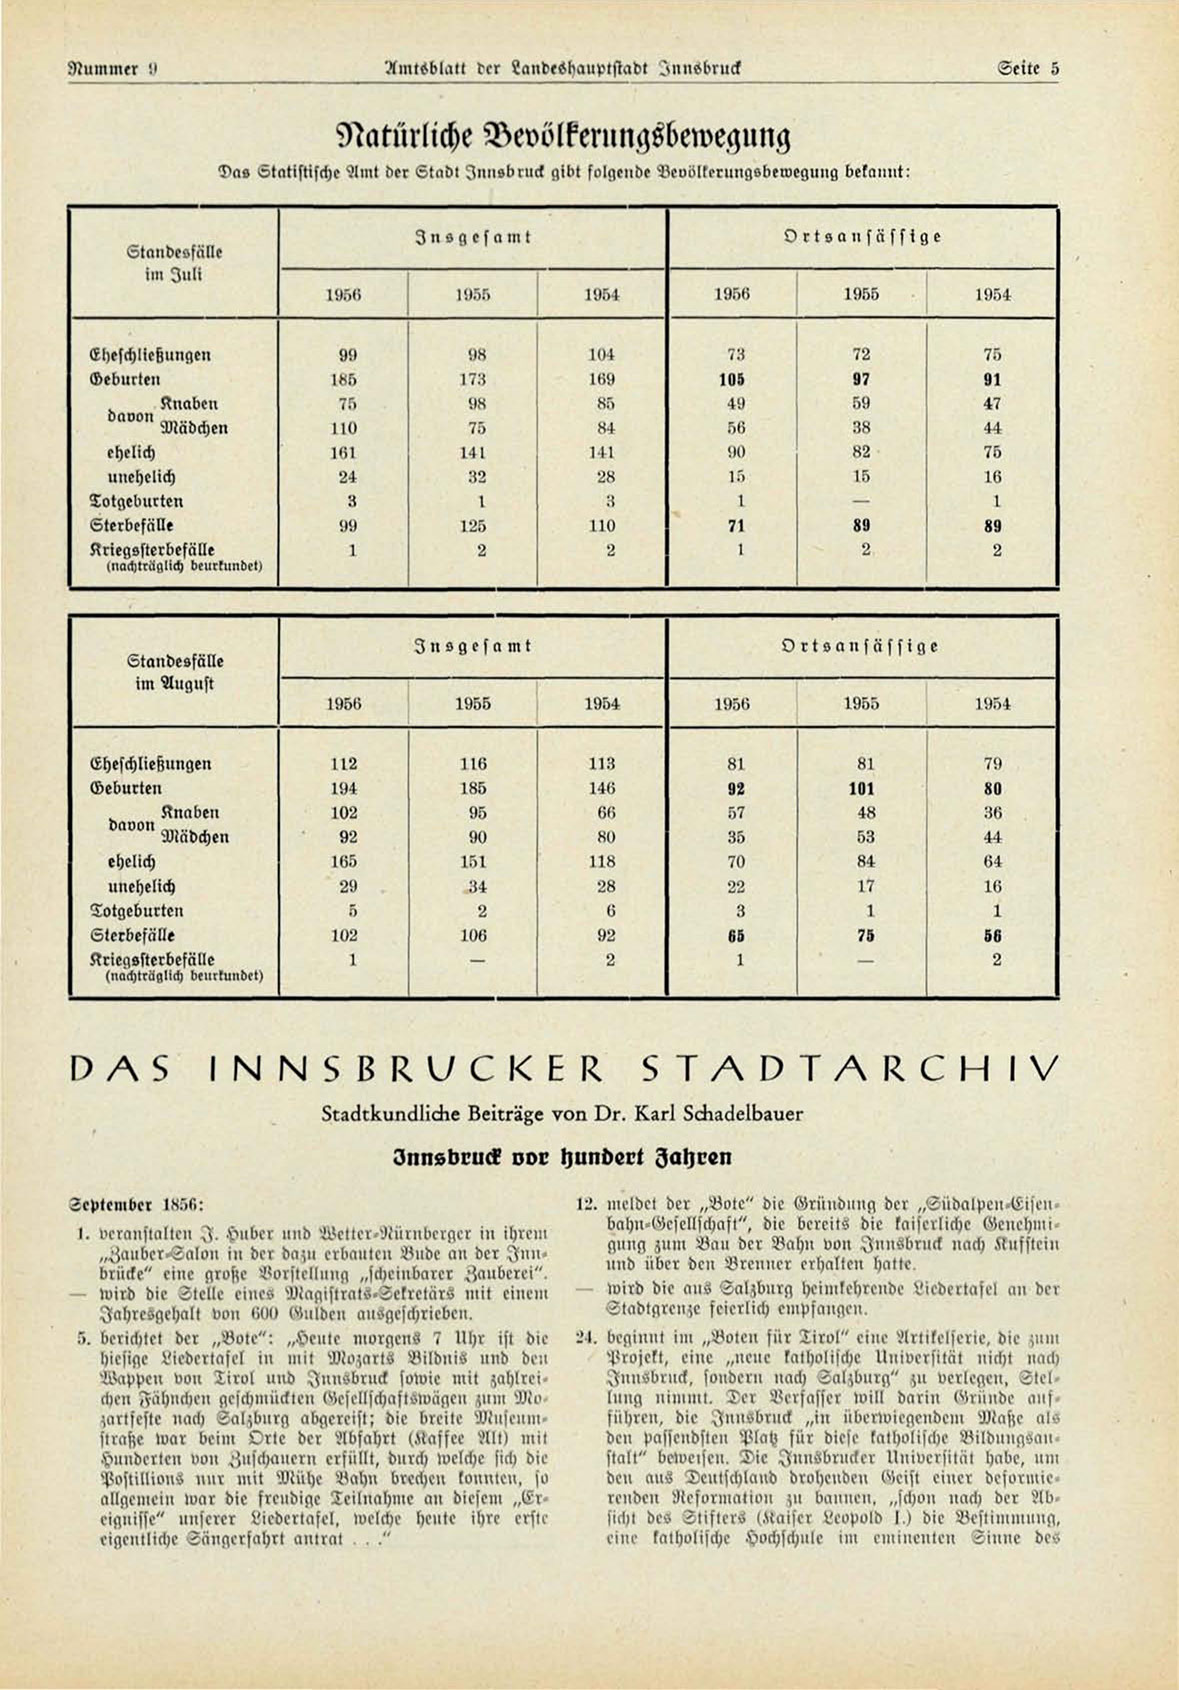 Nummer 9 Amtsblatt der Landeshauptstadt Innsbruck Seite 5
Natürliche Bevölkerungsbewegung
Das Statistische Amt der Stadt Innsbruck gibt folgende Bevölkerungsbewegung bekannt:
Standesfälle im Juli Insgesamt Ortsansässige
1956 1955 1954 1956 1955 1954
Eheschließungen 99 98 104 73 72 75
Geburten 185 173 169 105 97 91
davon Knaben 75 98 85 49 59 47
Mädchen 110 75 84 56 38 44
ehelich 161 141 141 90 82 75
unehelich 24 32 28 15 15 16
Totgeburten 3 1 3 1 — 1
Sterbefälle 99 125 110 71 89 89
Kriegssterbefälle 1 2 2 1 2 2
(nachträglich beurkundet)
Standesfälle im August Insgesamt Ortsansässige
1956 1955 1954 1956 1955 1954
Eheschließungen 112 116 113 81 81 79
Geburten 194 185 146 92 101 80
davon Knaben 102 95 66 57 48 36
Mädchen 92 90 80 35 53 44
ehelich 165 151 118 70 84 64
unehelich 29 34 28 22 17 16
Totgeburten 5 2 6 3 1 1
Sterbefälle 102 106 92 65 75 56
Kriegssterbefälle 1 — 2 1 — 2
(nachträglich beurkundet)
DAS INNSBRUCKER STADTARCHIV
Stadtkundliche Beiträge von Dr. Karl Schadelbauer
Innsbruck vor hundert Jahren
September 1856:
1. veranstalten J. Huber und Wetter-Nürnberger in ihrem
„Zauber-Salon in der dazu erbauten Bude an der Inn-
brücke" eine große Vorstellung „scheinbarer Zauberei".
— wird die Stelle eines Magistrats-Sekretärs mit einem
Jahresgehalt von 600 Gulden ausgeschrieben.
5. berichtet der „Bote": „Heute morgens 7 Uhr ist die
hiesige Liedertafel in mit Mozarts Bildnis und den
Wappen von Tirol und Innsbruck sowie mit zahlrei-
chen Fähnchen geschmückten Gesellschaftswägen zum Mo-
zartfeste nach Salzburg abgereist; die breite Museum-
straße war beim Orte der Abfahrt (Kaffee Alt) mit
Hunderten von Zuschauern erfüllt, durch welche sich die
Postillions nur mit Mühe Bahn brechen konnten, so
allgemein war die freudige Teilnahme an diesem „Er-
eignisse" unserer Liedertafel, welche heute ihre erste
eigentliche Sängerfahrt antrat . . ."
12. meldet der „Bote" die Gründung der „Südalpen-Eisen-
bahn-Gesellschaft", die bereits die kaiserliche Genehmi-
gung zum Bau der Bahn von Innsbruck nach Kufstein
und über den Brenner erhalten hatte.
— wird die aus Salzburg heimkehrende Liedertafel an der
Stadtgrenze feierlich empfangen.
24. beginnt im „Boten für Tirol" eine Artikelserie, die zum
Projekt, eine „neue katholische Universität nicht nach
Innsbruck, sondern nach Salzburg" zu verlegen, Stel-
lung nimmt. Der Verfasser will darin Gründe auf-
führen, die Innsbruck „in überwiegendem Maße als
den passendsten Platz für diese katholische Bildungsan-
stalt" beweisen. Die Innsbrucker Universität habe, um
den aus Deutschland drohenden Geist einer deformie-
renden Reformation zu bannen, „schon nach der Ab-
sicht des Stifters (Kaiser Leopold I.) die Bestimmung,
eine katholische Hochschule im eminenten Sinne des